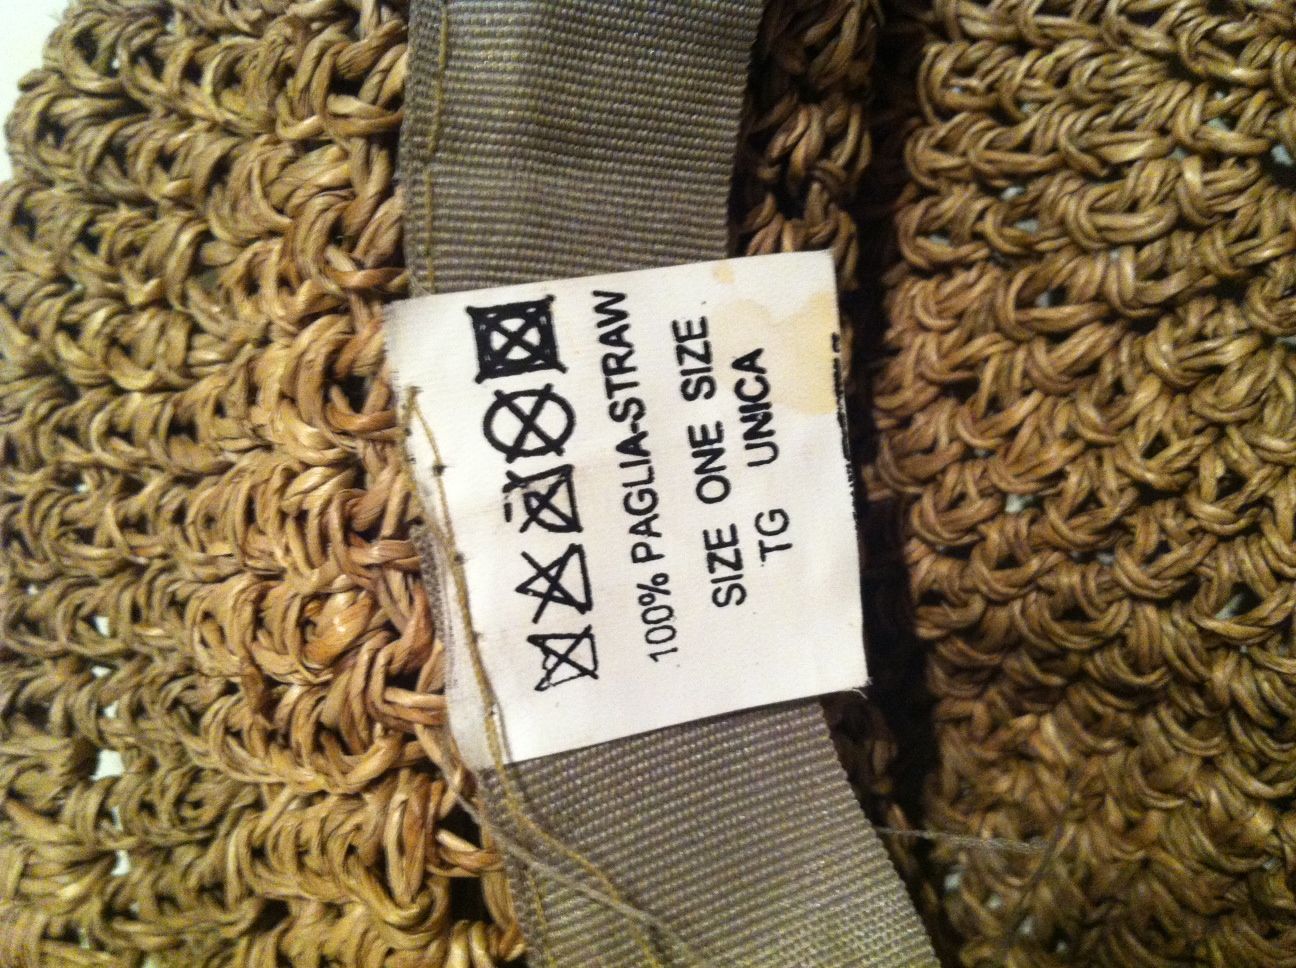 100% PAGLIA-STRAW
SIZE ONE SIZE
TG UNICA